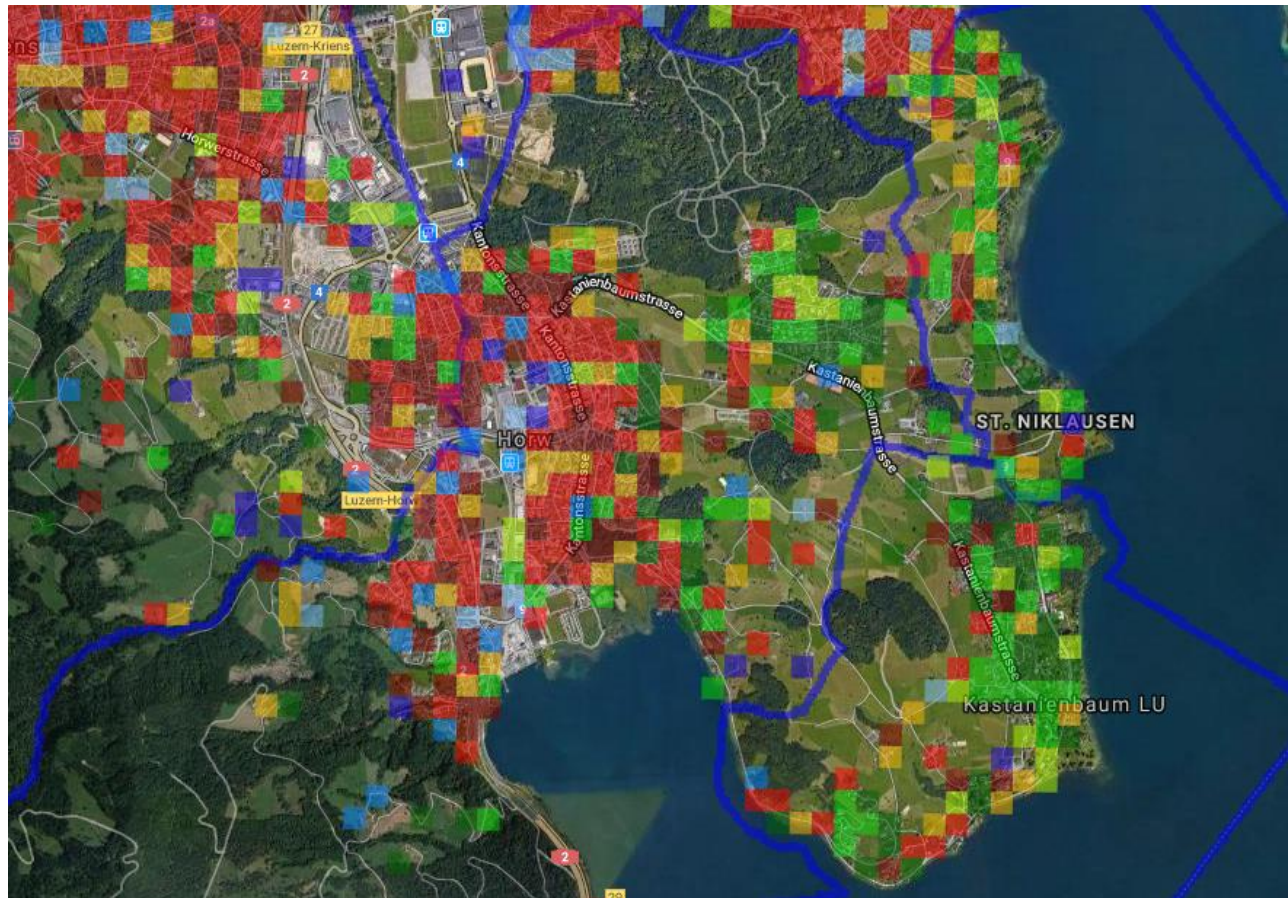 2a
27
Luzern-Kriens
2
Horwerstrasse
4
Kantonsstrasse
2
4
Kastanienbaumstrasse
Kantonsstrasse
Kastanienbaumstrasse
ST. NIKLAUSEN
Horw
2
Luzern-Horw
Kantonsstrasse
Kastanienbaumstrasse
Kastanienbaum LU
2